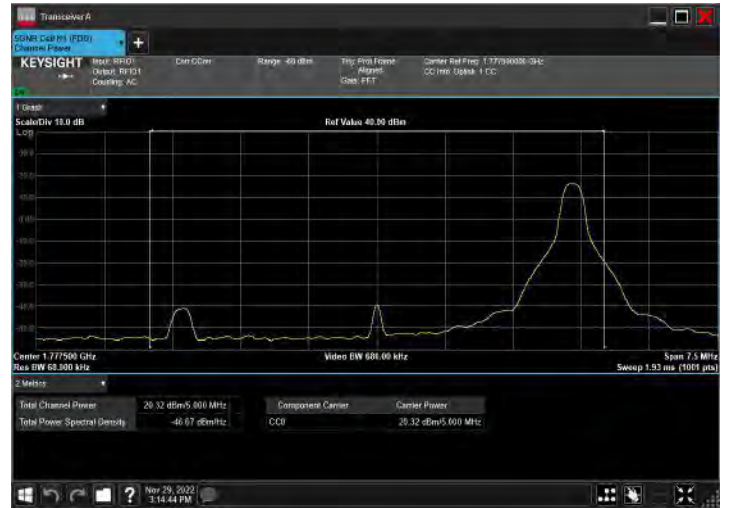 Transceiver A
5GNR Cell #1 (FDD)
Channel Power
KEYSIGHT
Input: RFIO1
Output: RFIO1
Coupling: AC
Corr CCorr
Range: -60 dBm
Trig: Prot Frame
Aligned
Gate: FFT
Carrier Ref Freq: 1.777500000 GHz
CC Info: Uplink, 1 CC
1 Graph
Scale/Div 10.0 dB
Ref Value 40.00 dBm
Log
Center 1.777500 GHz
Video BW 680.00 kHz
Span 7.5 MHz
Res BW 68.000 kHz
Sweep 1.93 ms (1001 pts)
2 Metrics
Total Channel Power 20.32 dBm/5.000 MHz
Total Power Spectral Density -46.67 dBm/Hz
Component Carrier Carrier Power
CC0 20.32 dBm/5.000 MHz
Nov 29, 2022
3:14:44 PM